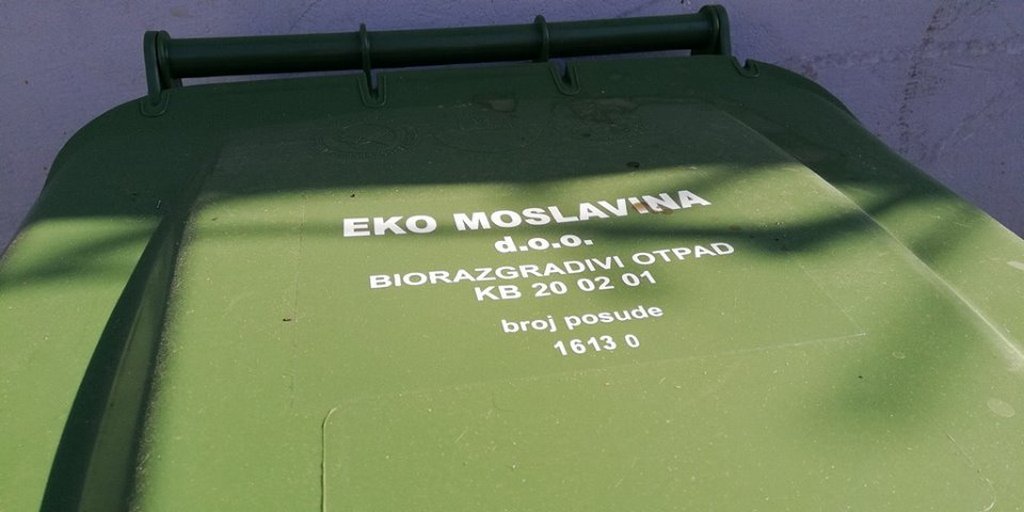 EKO MOSLAVINA
d.o.o.
BIORAZGRADIVI OTPAD
KB 20 02 01
broj posude
1613 0